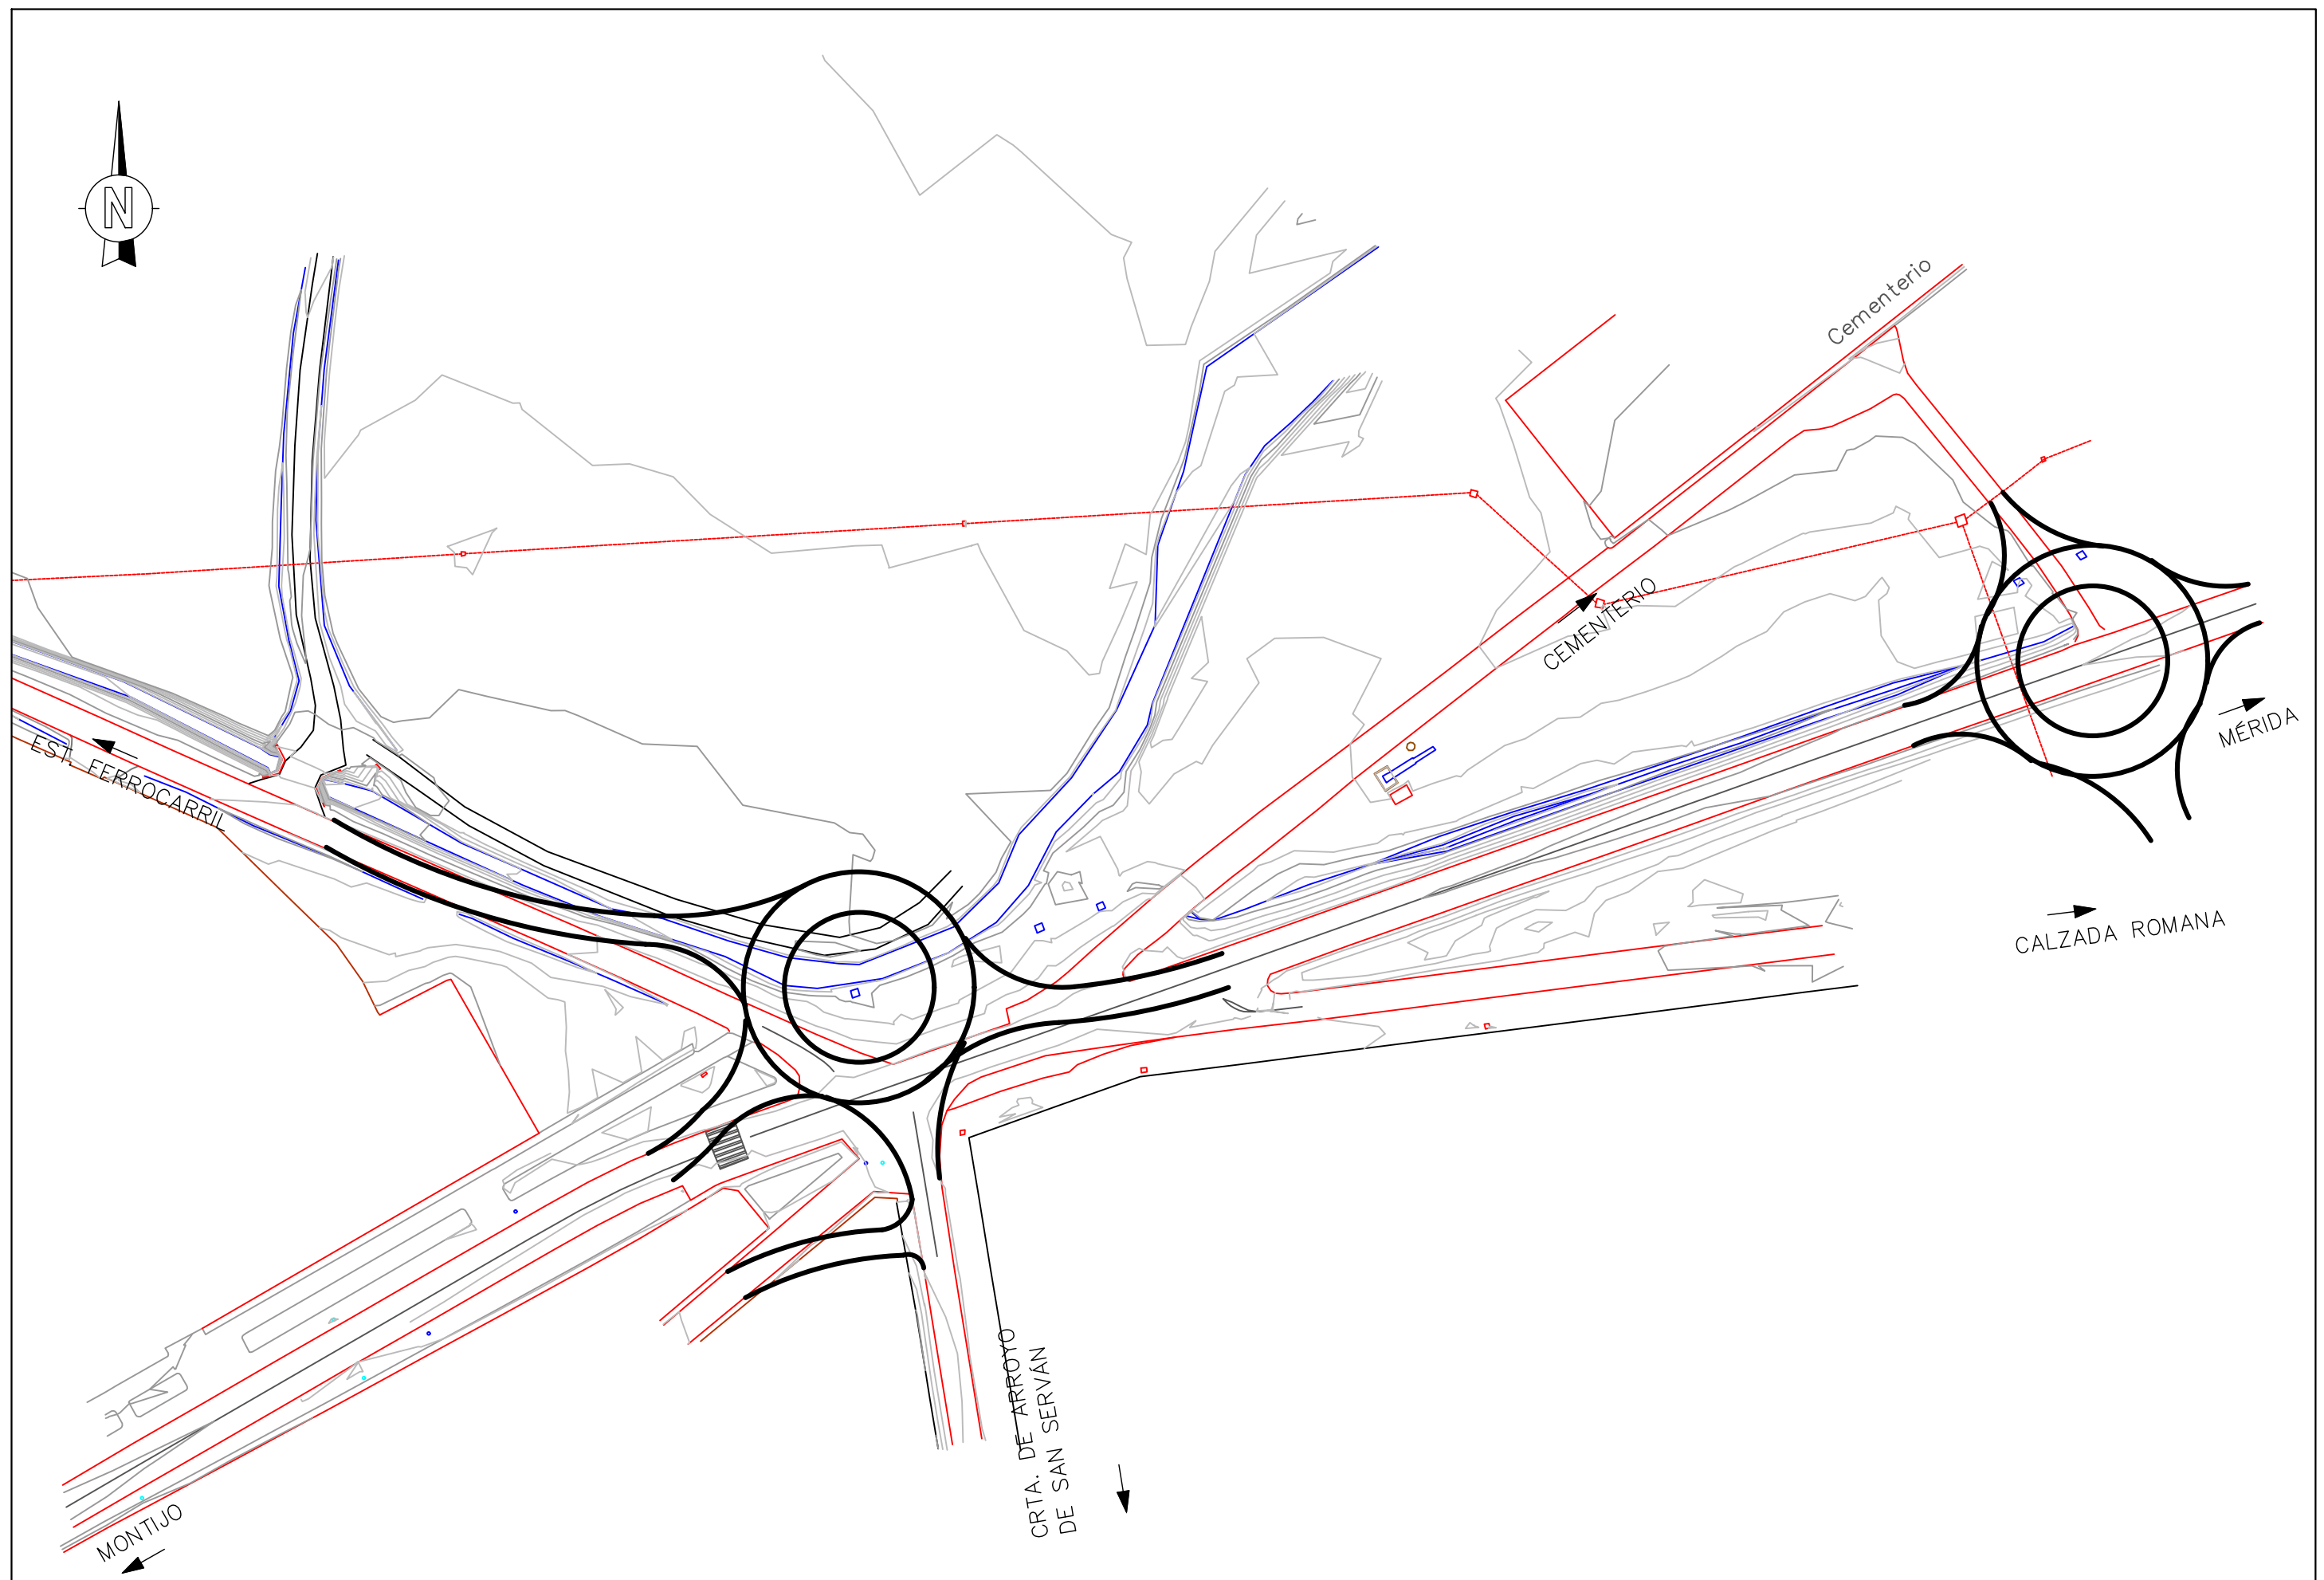 N
Cementerio
CEMENTERIO
EST. FERROCARRIL
MÉRIDA
CALZADA ROMANA
CRTA. DE ARROYO
DE SAN SERVÁN
MONTIJO